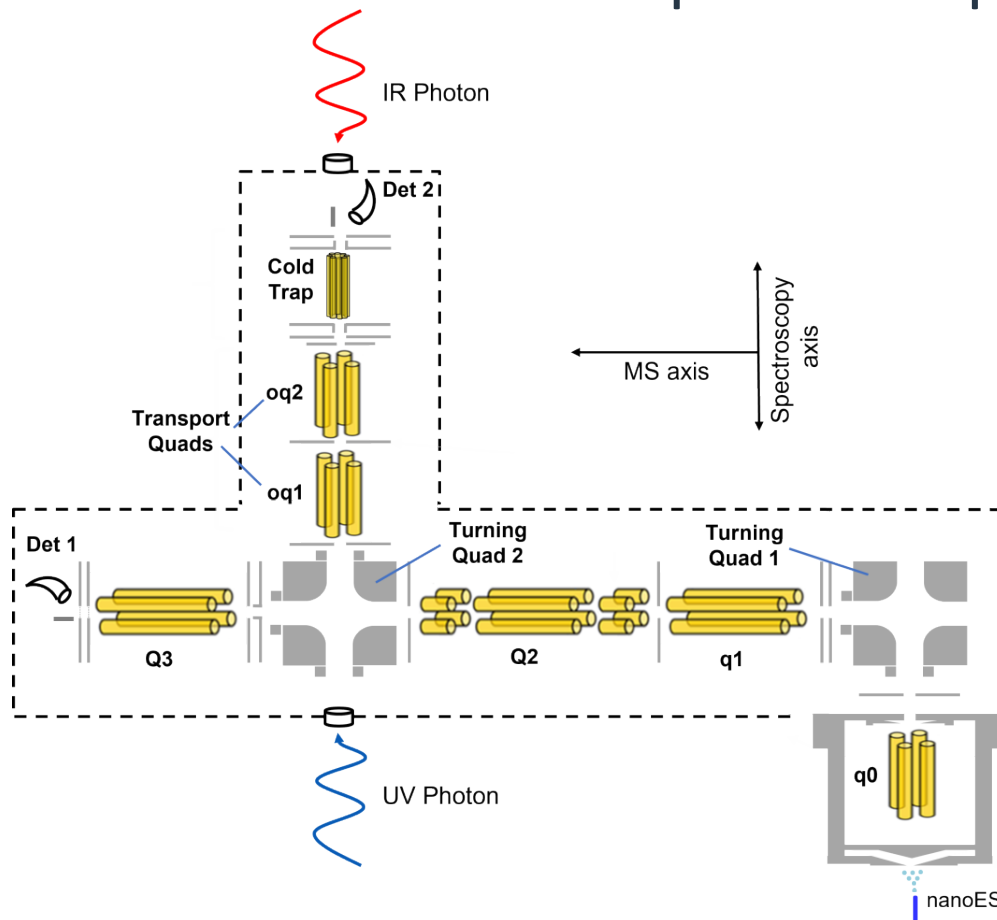 IR Photon
Det 2
Cold
Trap
MS axis
Spectroscopy
axis
oq2
Transport
Quads
oq1
Det 1
Turning
Quad 2
Turning
Quad 1
Q3
Q2
q1
q0
UV Photon
nanoES